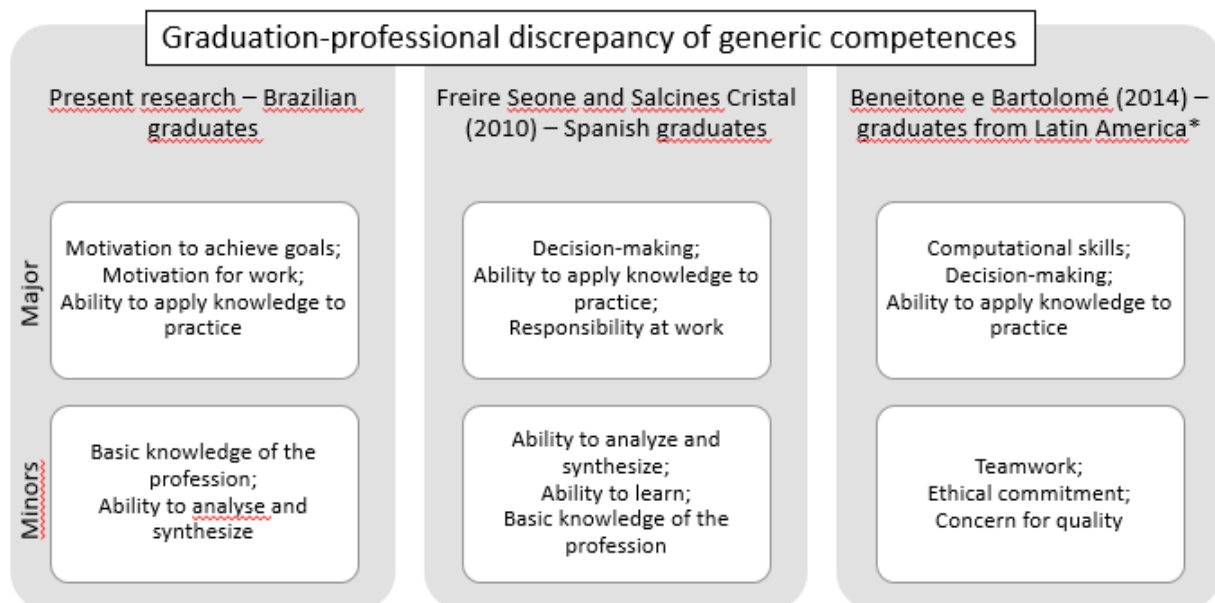 Graduation-professional discrepancy of generic competences
Present research – Brazilian
graduates
Freire Seone and Salcines Cristal
(2010) – Spanish graduates
Beneitone e Bartolomé (2014) –
graduates from Latin America*
Major
Motivation to achieve goals;
Motivation for work;
Ability to apply knowledge to
practice
Decision-making;
Ability to apply knowledge to
practice;
Responsibility at work
Computational skills;
Decision-making;
Ability to apply knowledge to
practice
Minors
Basic knowledge of the
profession;
Ability to analyse and
synthesize
Ability to analyze and
synthesize;
Ability to learn;
Basic knowledge of the
profession
Teamwork;
Ethical commitment;
Concern for quality